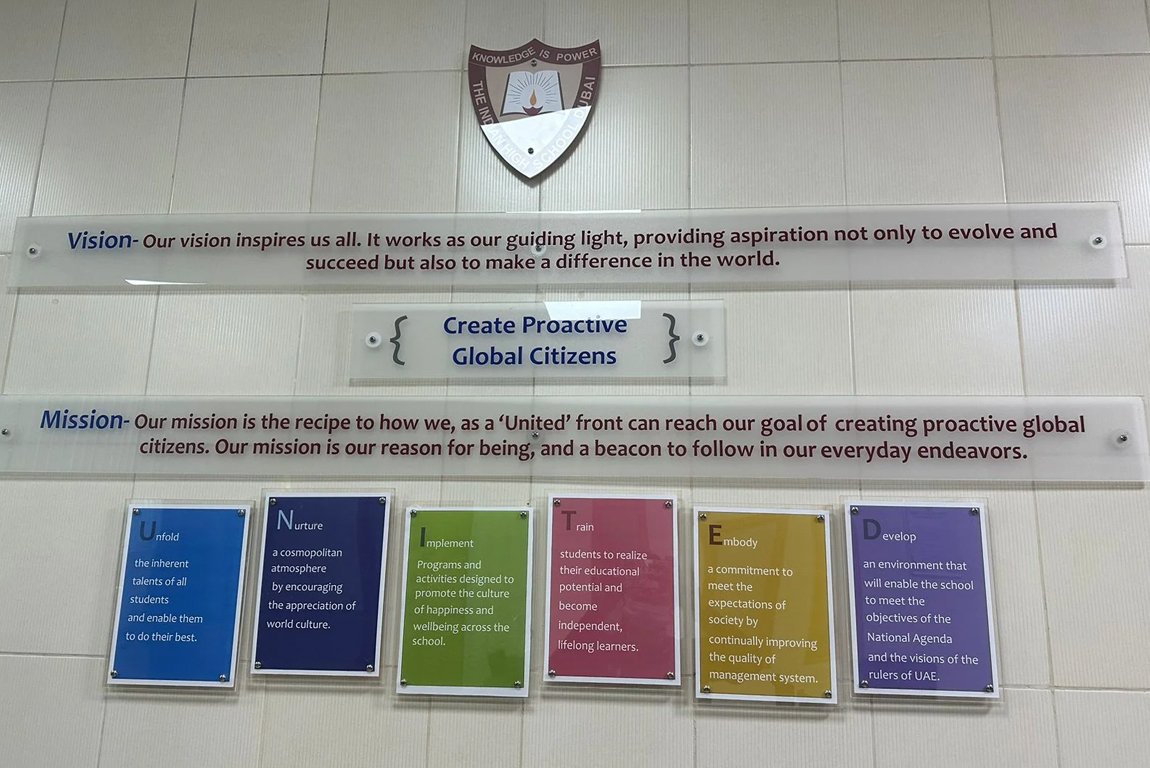 KNOWLEDGE IS POWER
THE INDIAN HIGH SCHOOL DUBAI
Vision- Our vision inspires us all. It works as our guiding light, providing aspiration not only to evolve and
succeed but also to make a difference in the world.
{ Create Proactive
Global Citizens }
Mission- Our mission is the recipe to how we, as a ‘United’ front can reach our goal of creating proactive global
citizens. Our mission is our reason for being, and a beacon to follow in our everyday endeavors.
Unfold
the inherent
talents of all
students
and enable them
to do their best.
Nurture
a cosmopolitan
atmosphere
by encouraging
the appreciation of
world culture.
Implement
Programs and
activities designed to
promote the culture
of happiness and
wellbeing across the
school.
Train
students to realize
their educational
potential and
become
independent,
lifelong learners.
Embody
a commitment to
meet the
expectations of
society by
continually improving
the quality of
management system.
Develop
an environment that
will enable the school
to meet the
objectives of the
National Agenda
and the visions of the
rulers of UAE.